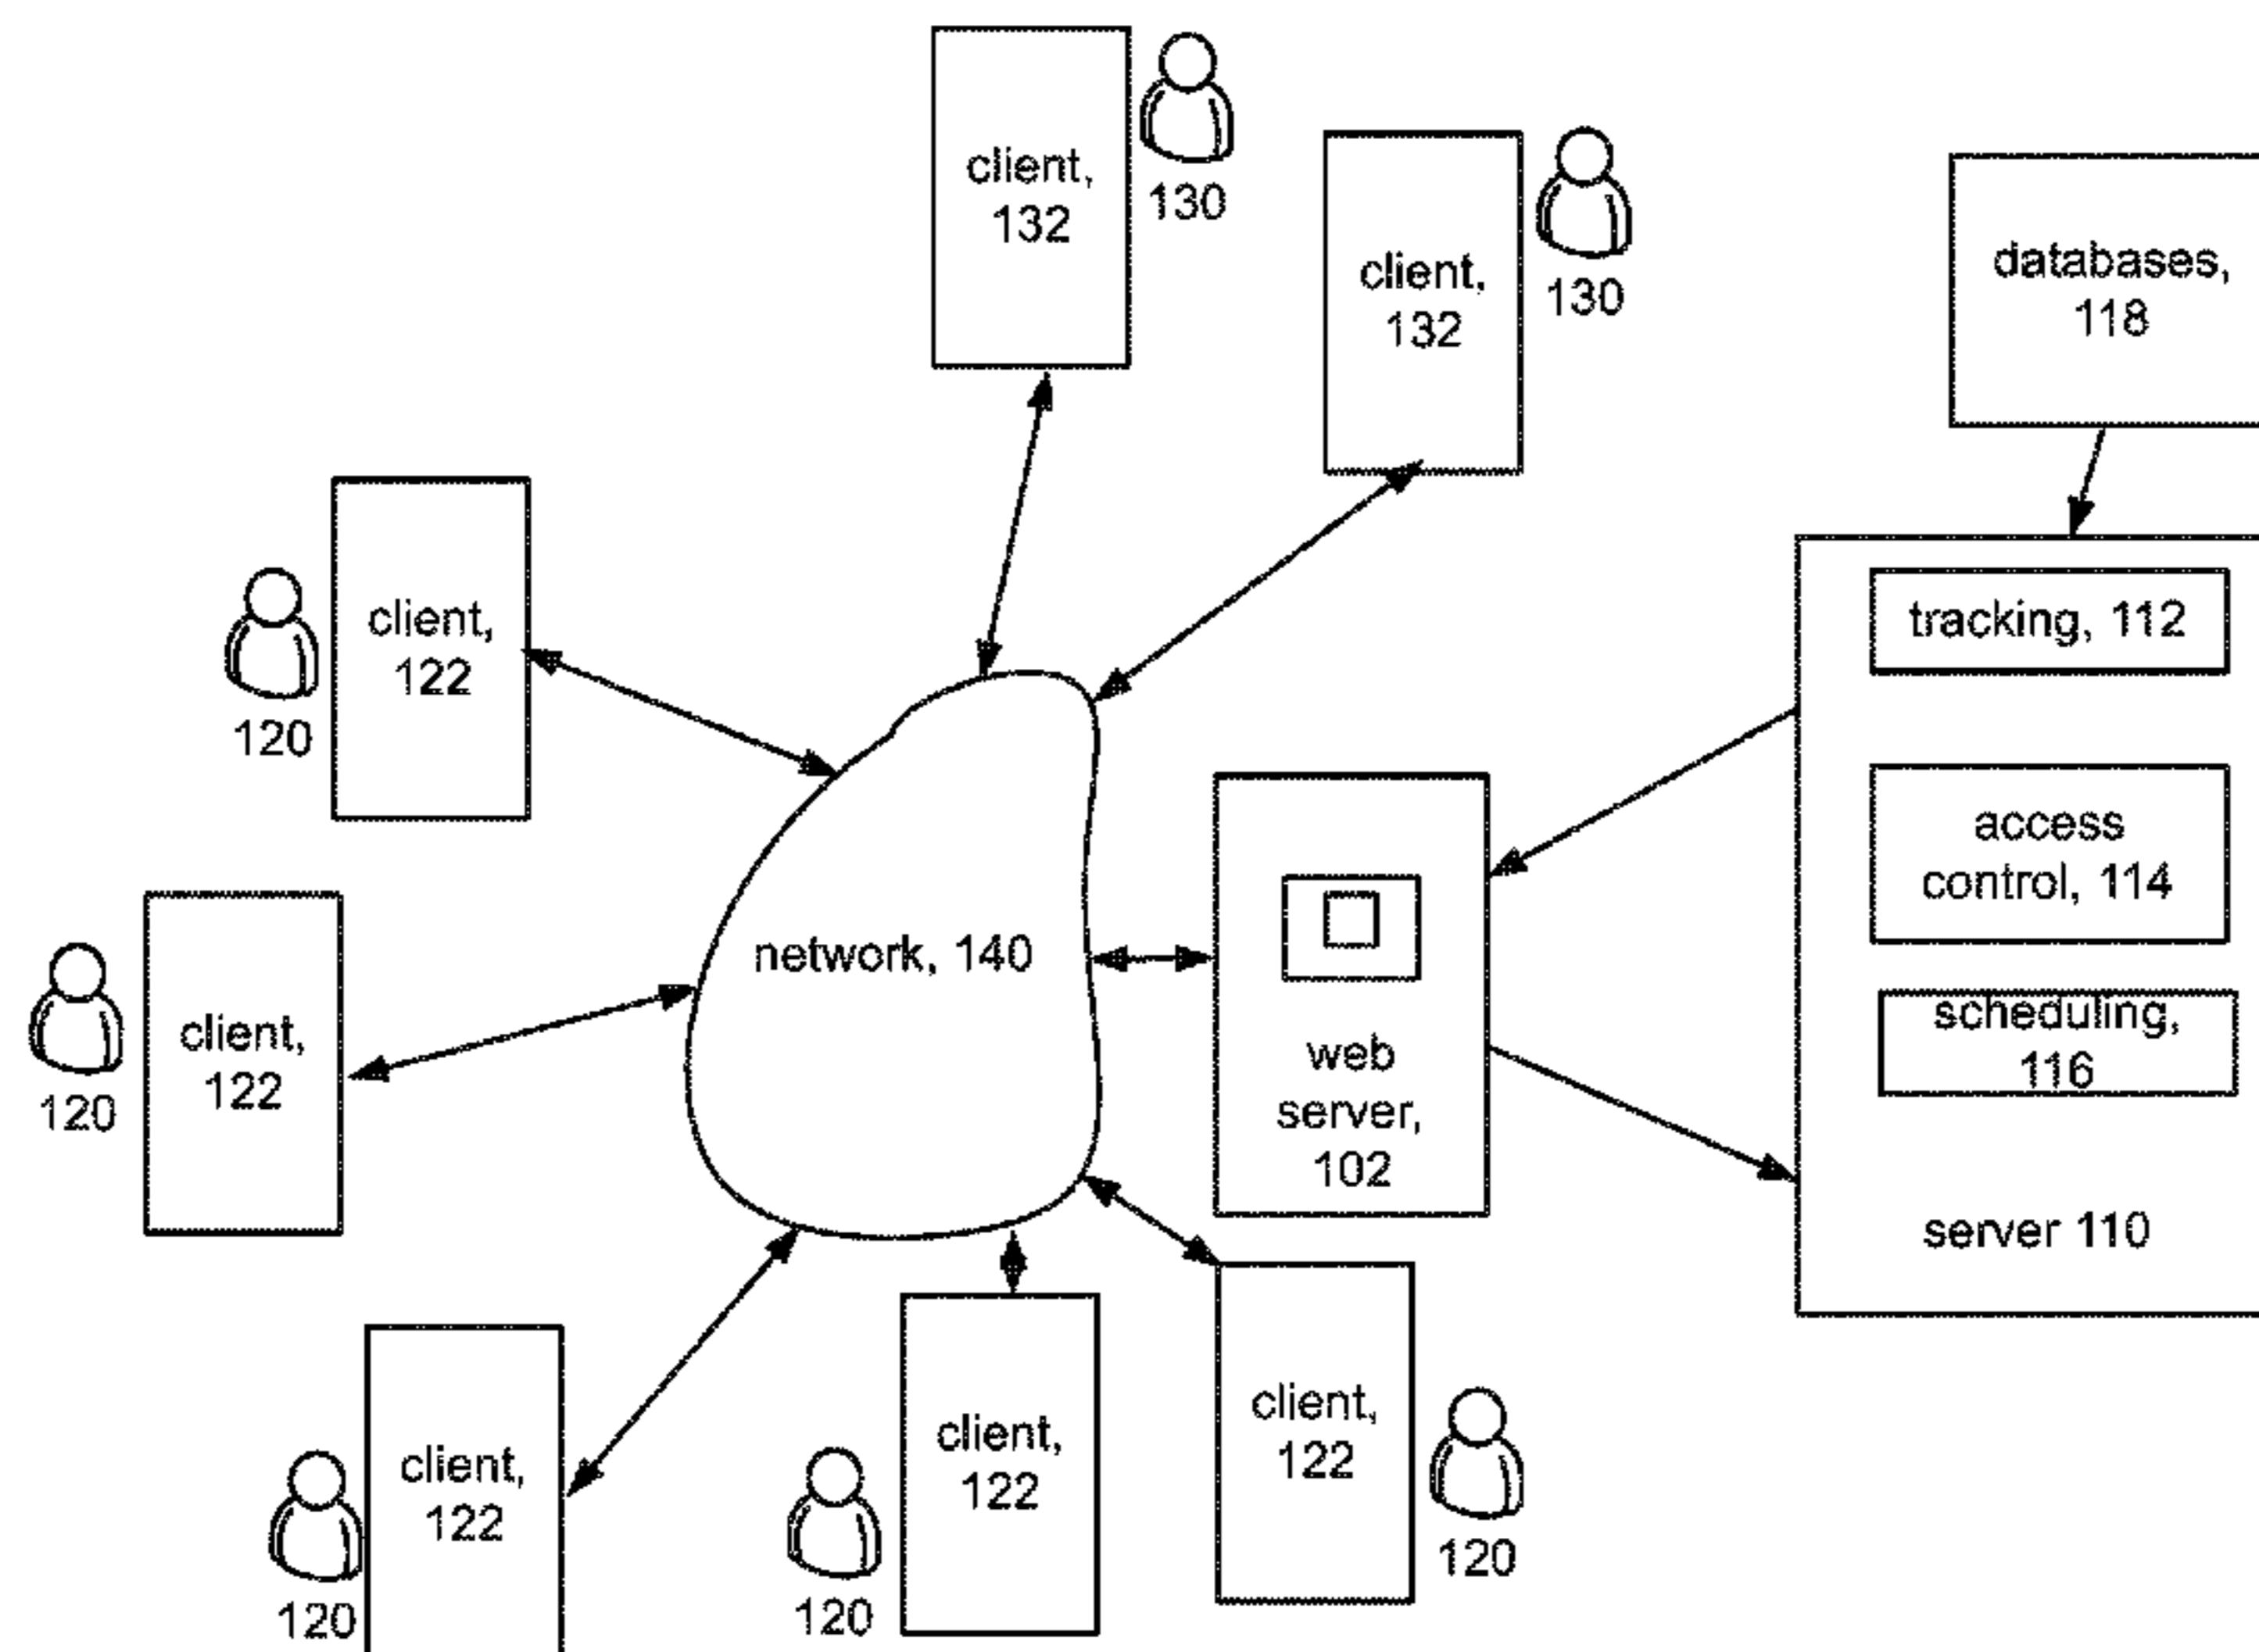 client,
132
130
client,
132
130
databases,
118
client,
122
120
tracking, 112
access
control, 114
scheduling,
116
server 110
network, 140
web
server,
102
client,
122
120
client,
122
120
client,
122
120
client,
122
120